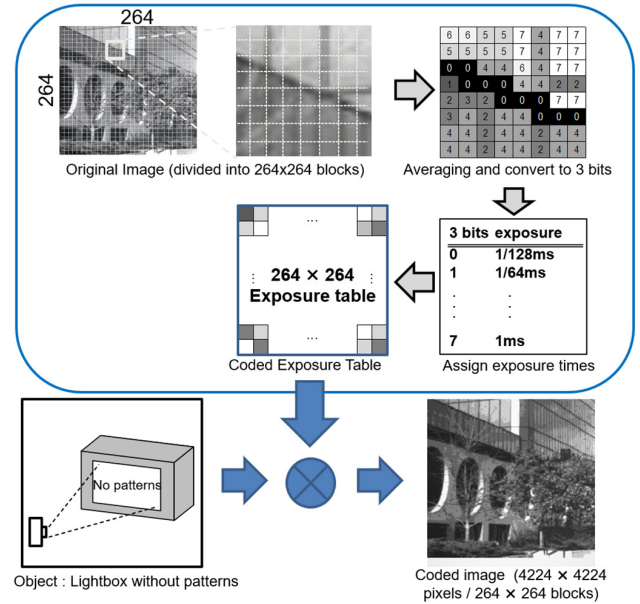 264
264
6 6 5 5 7 4 7 7
5 5 5 5 7 4 7 7
0 0 4 4 6 4 7 7
1 0 0 0 4 4 2 2
2 3 2 0 0 0 7 7
3 4 2 4 4 0 0 0
4 4 2 4 4 2 4 4
4 4 2 4 4 2 4 4
Original Image (divided into 264x264 blocks)
Averaging and convert to 3 bits
3 bits exposure
0 1/128ms
1 1/64ms
. .
. .
. .
7 1ms
Assign exposure times
...
264 × 264
Exposure table
...
Coded Exposure Table
No patterns
Object : Lightbox without patterns
Coded image (4224 × 4224
pixels / 264 × 264 blocks)